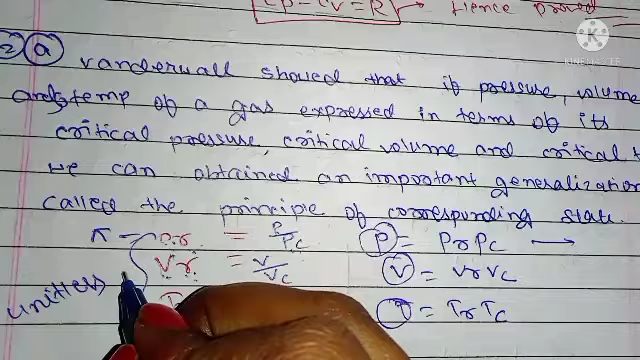 CP - CV = R → Hence Proved
2) a) Vanderwall showed that if pressure, volume
and temp of a gas expressed in terms of its
critical pressure, critical volume and critical
we can obtained an important generalization
called the principle of corresponding state.
π Pr = P/Pc P = PrPc →
Vr = V/Vc V = VrVc
unitless T = TrTc